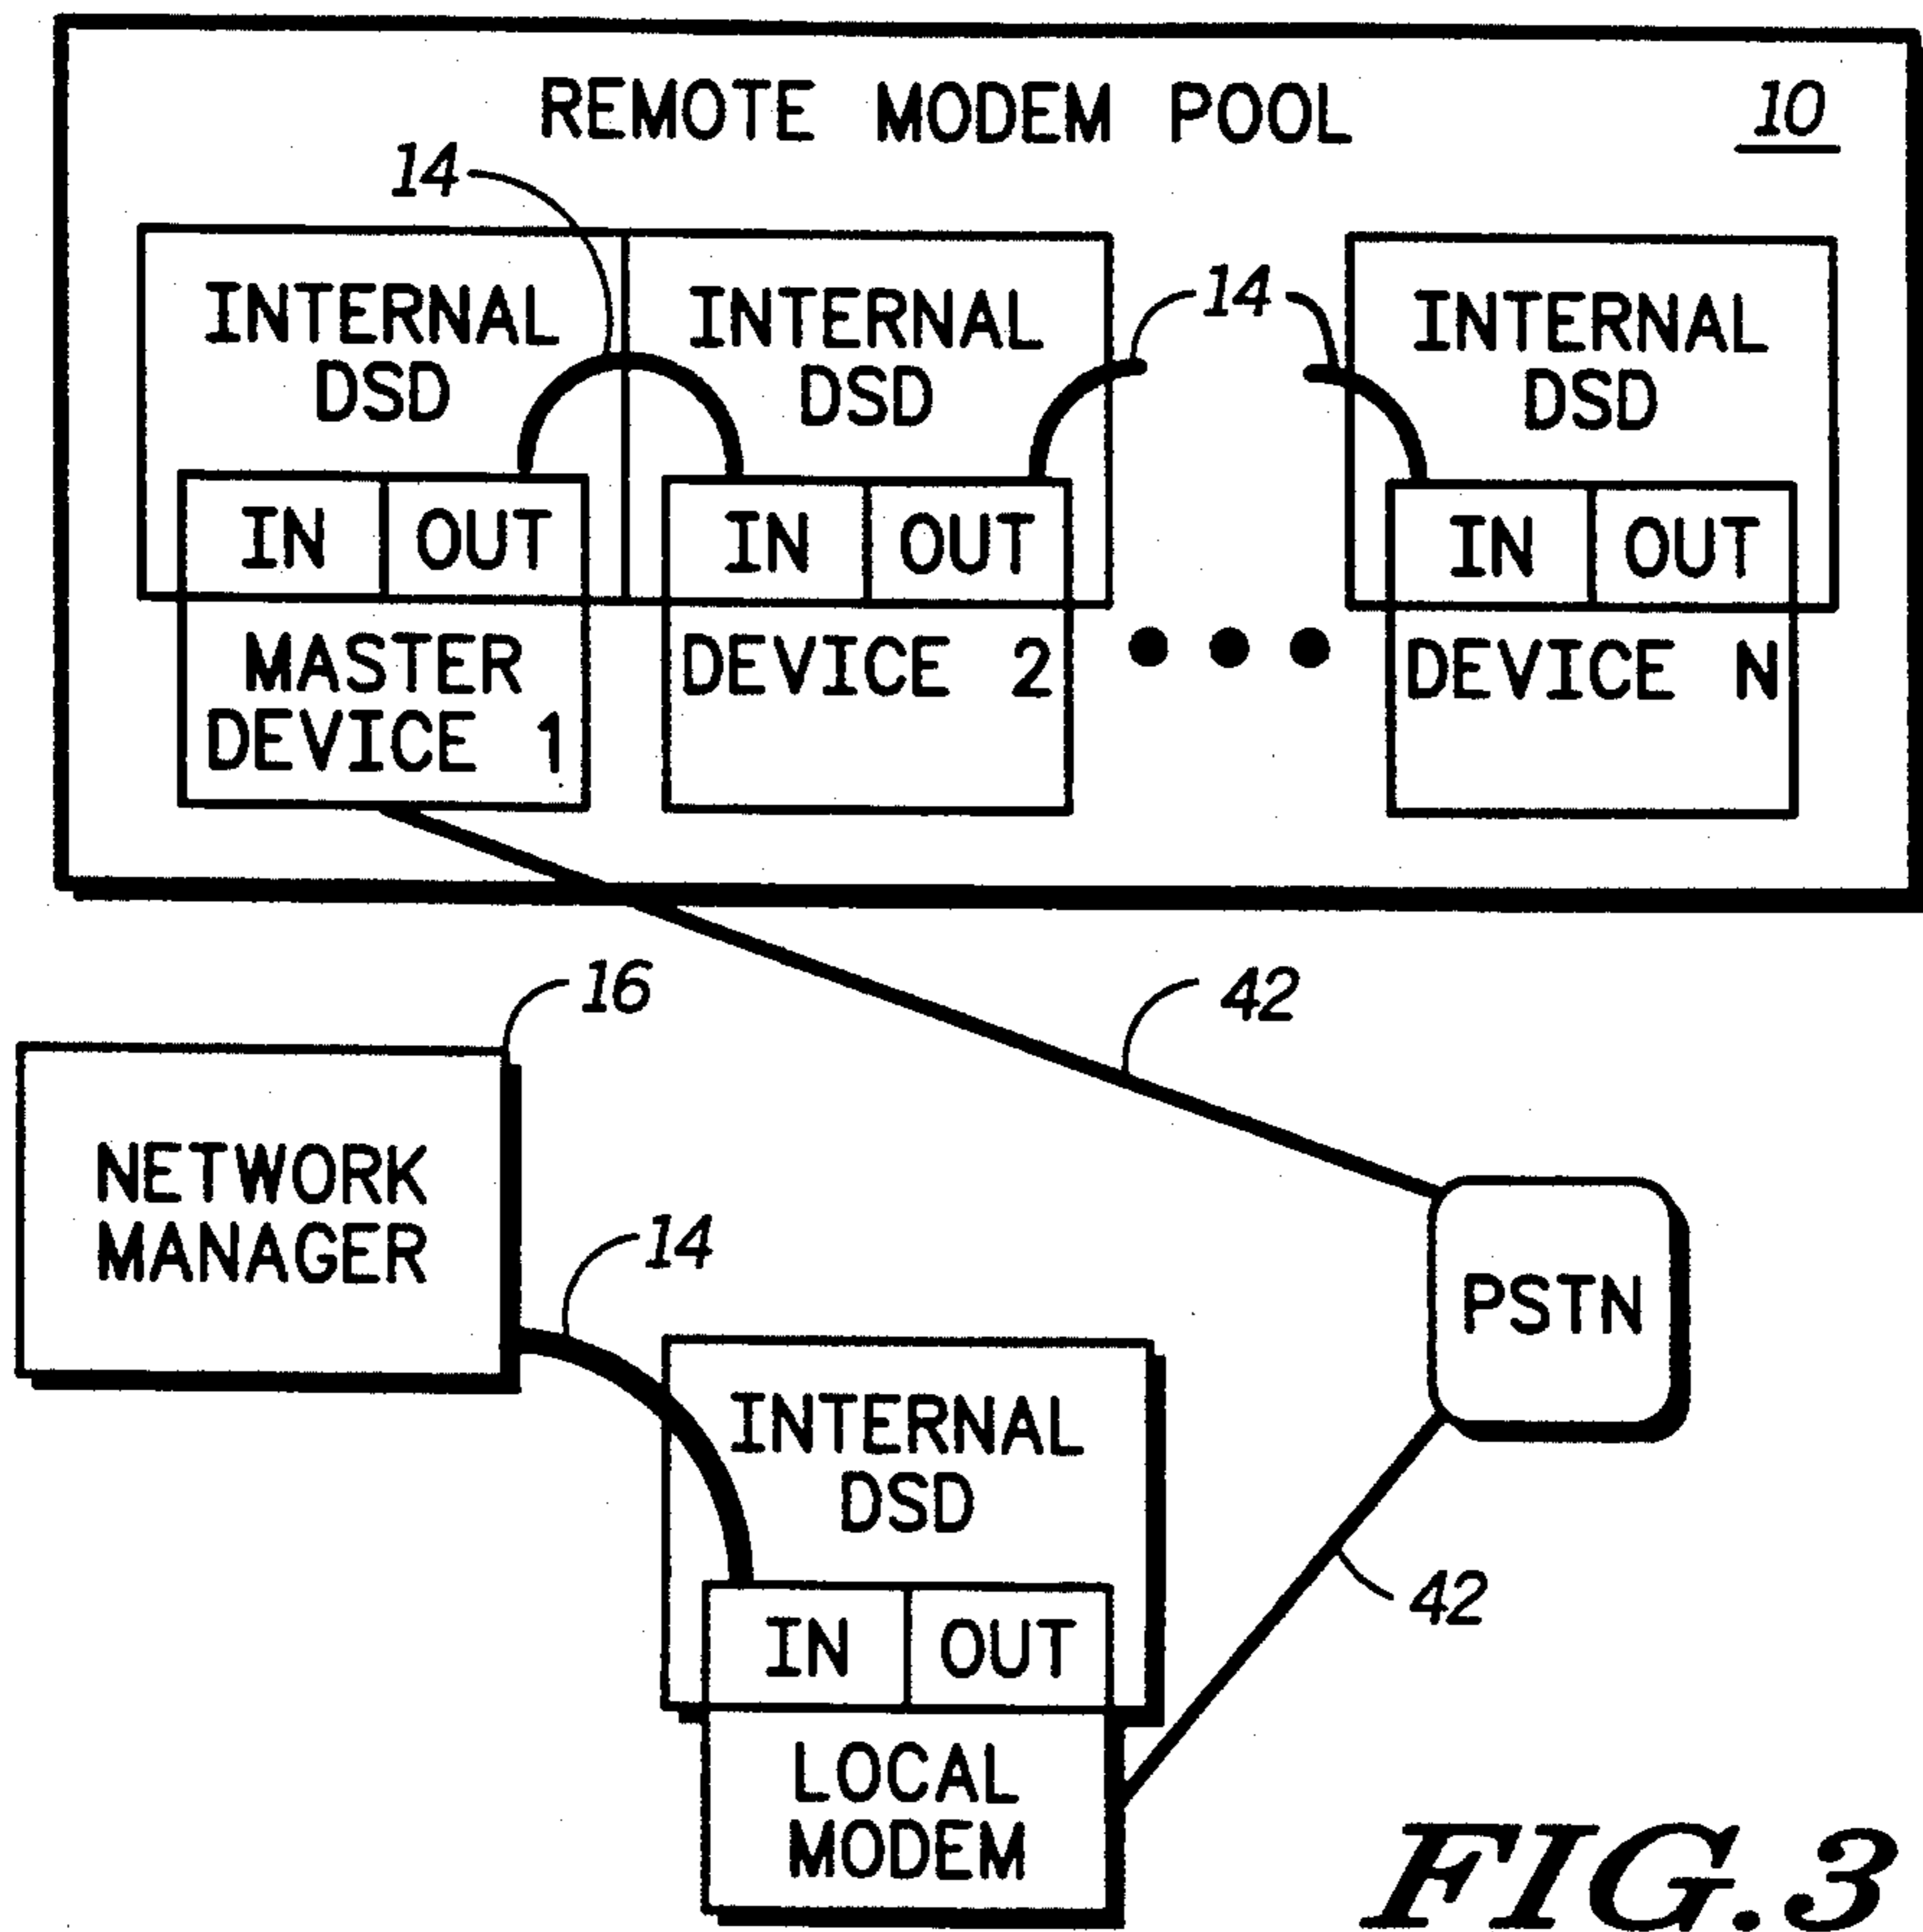 REMOTE MODEM POOL
10
14
14
INTERNAL DSD
INTERNAL DSD
INTERNAL DSD
IN OUT
IN OUT
IN OUT
MASTER DEVICE 1
DEVICE 2
DEVICE N
16
42
NETWORK MANAGER
14
PSTN
INTERNAL DSD
42
IN OUT
LOCAL MODEM
FIG.3